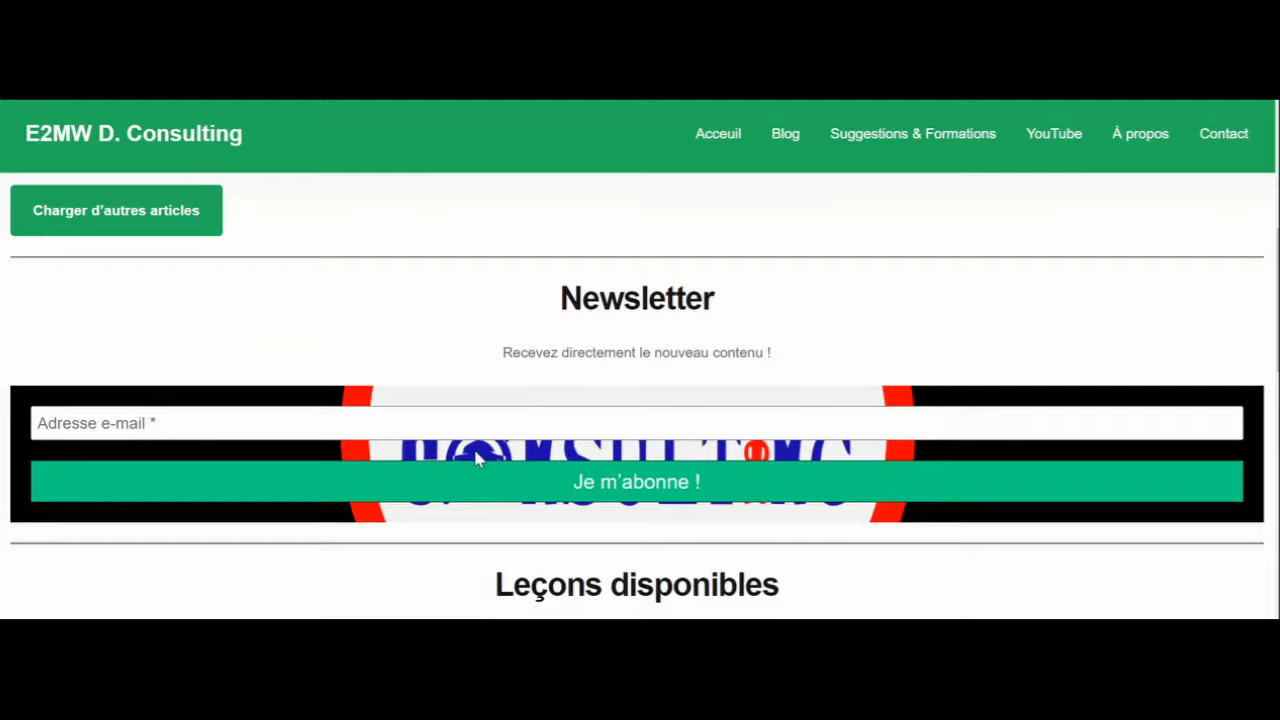 E2MW D. Consulting
Acceuil Blog Suggestions & Formations YouTube À propos Contact
Charger d’autres articles
Newsletter
Recevez directement le nouveau contenu !
Adresse e-mail *
Je m’abonne !
Leçons disponibles